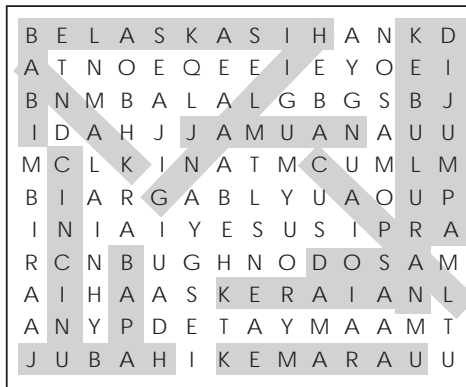 B E L A S K A S I H A N K D
A T N O E Q E E I E Y O E I
B N M B A L A L G B G S B J
I D A H J J A M U A N A U U
M C L K I N A T M C U M L M
B I A R G A B L Y U A O U P
I N I A I Y E S U S I P R A
R C N B U G H N O D O S A M
A I H A A S K E R A I A N L
A N Y P D E T A Y M A A M T
J U B A H I K E M A R A U U